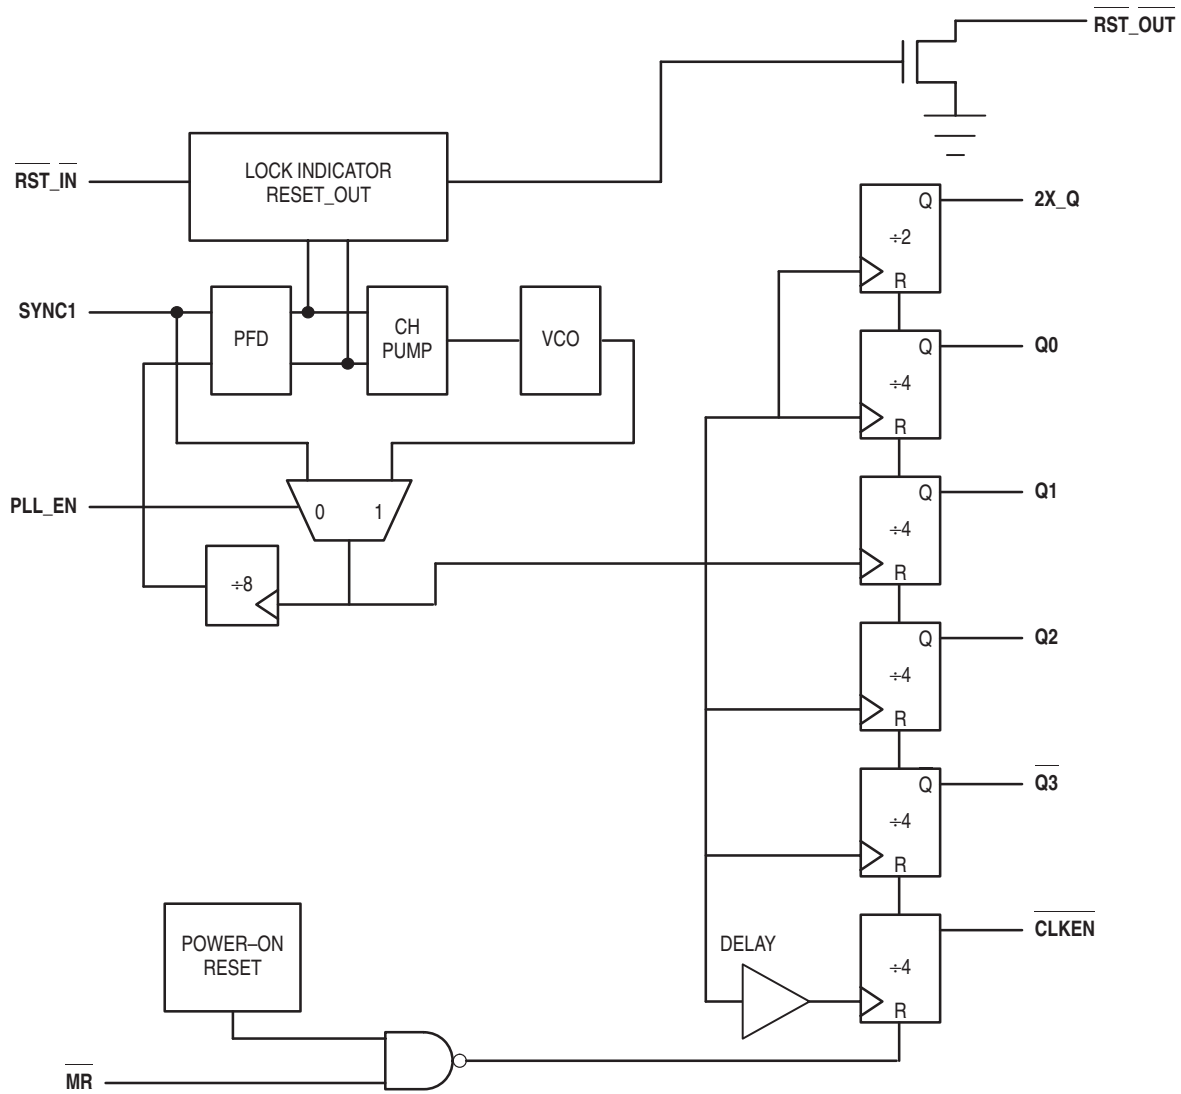 RST_OUT
LOCK INDICATOR
RESET_OUT
RST_IN
Q
2X_Q
÷2
R
SYNC1
PFD
CH
PUMP
VCO
Q
Q0
÷4
R
PLL_EN
0
1
Q
Q1
÷4
R
÷8
Q
Q2
÷4
R
Q
Q3
÷4
R
POWER–ON
RESET
DELAY
CLKEN
÷4
R
MR